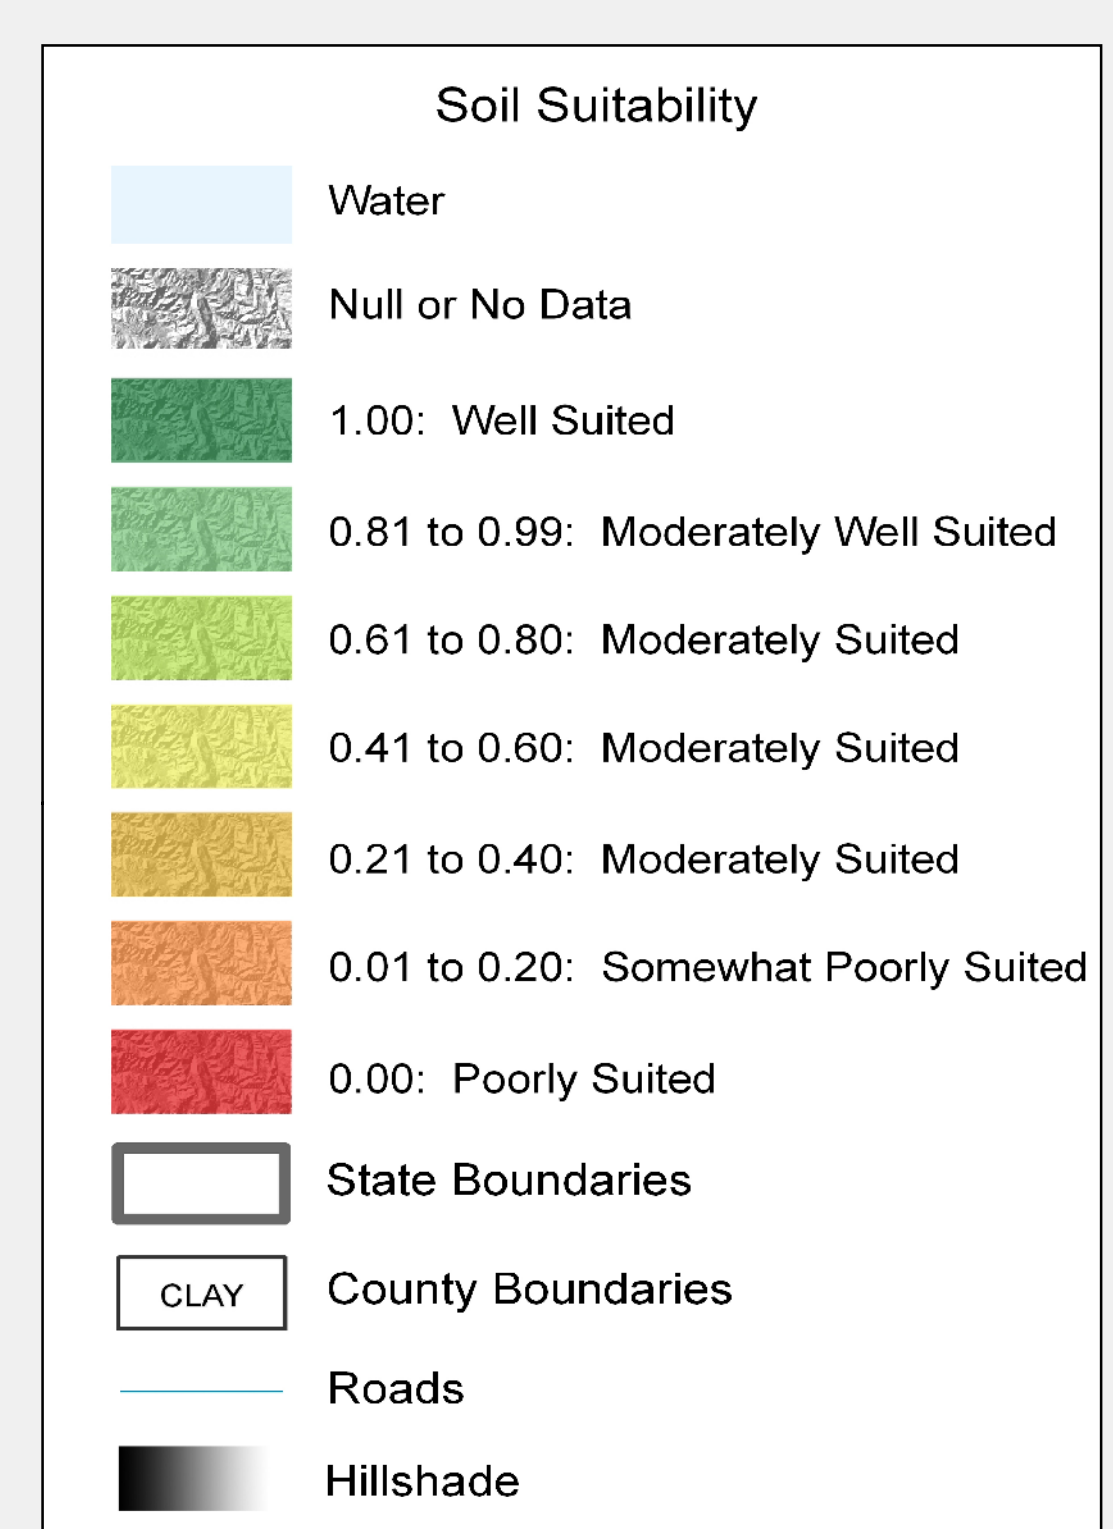 Soil Suitability
Water
Null or No Data
1.00:  Well Suited
0.81 to 0.99:  Moderately Well Suited
0.61 to 0.80:  Moderately Suited
0.41 to 0.60:  Moderately Suited
0.21 to 0.40:  Moderately Suited
0.01 to 0.20:  Somewhat Poorly Suited
0.00:  Poorly Suited
State Boundaries
CLAY County Boundaries
Roads
Hillshade